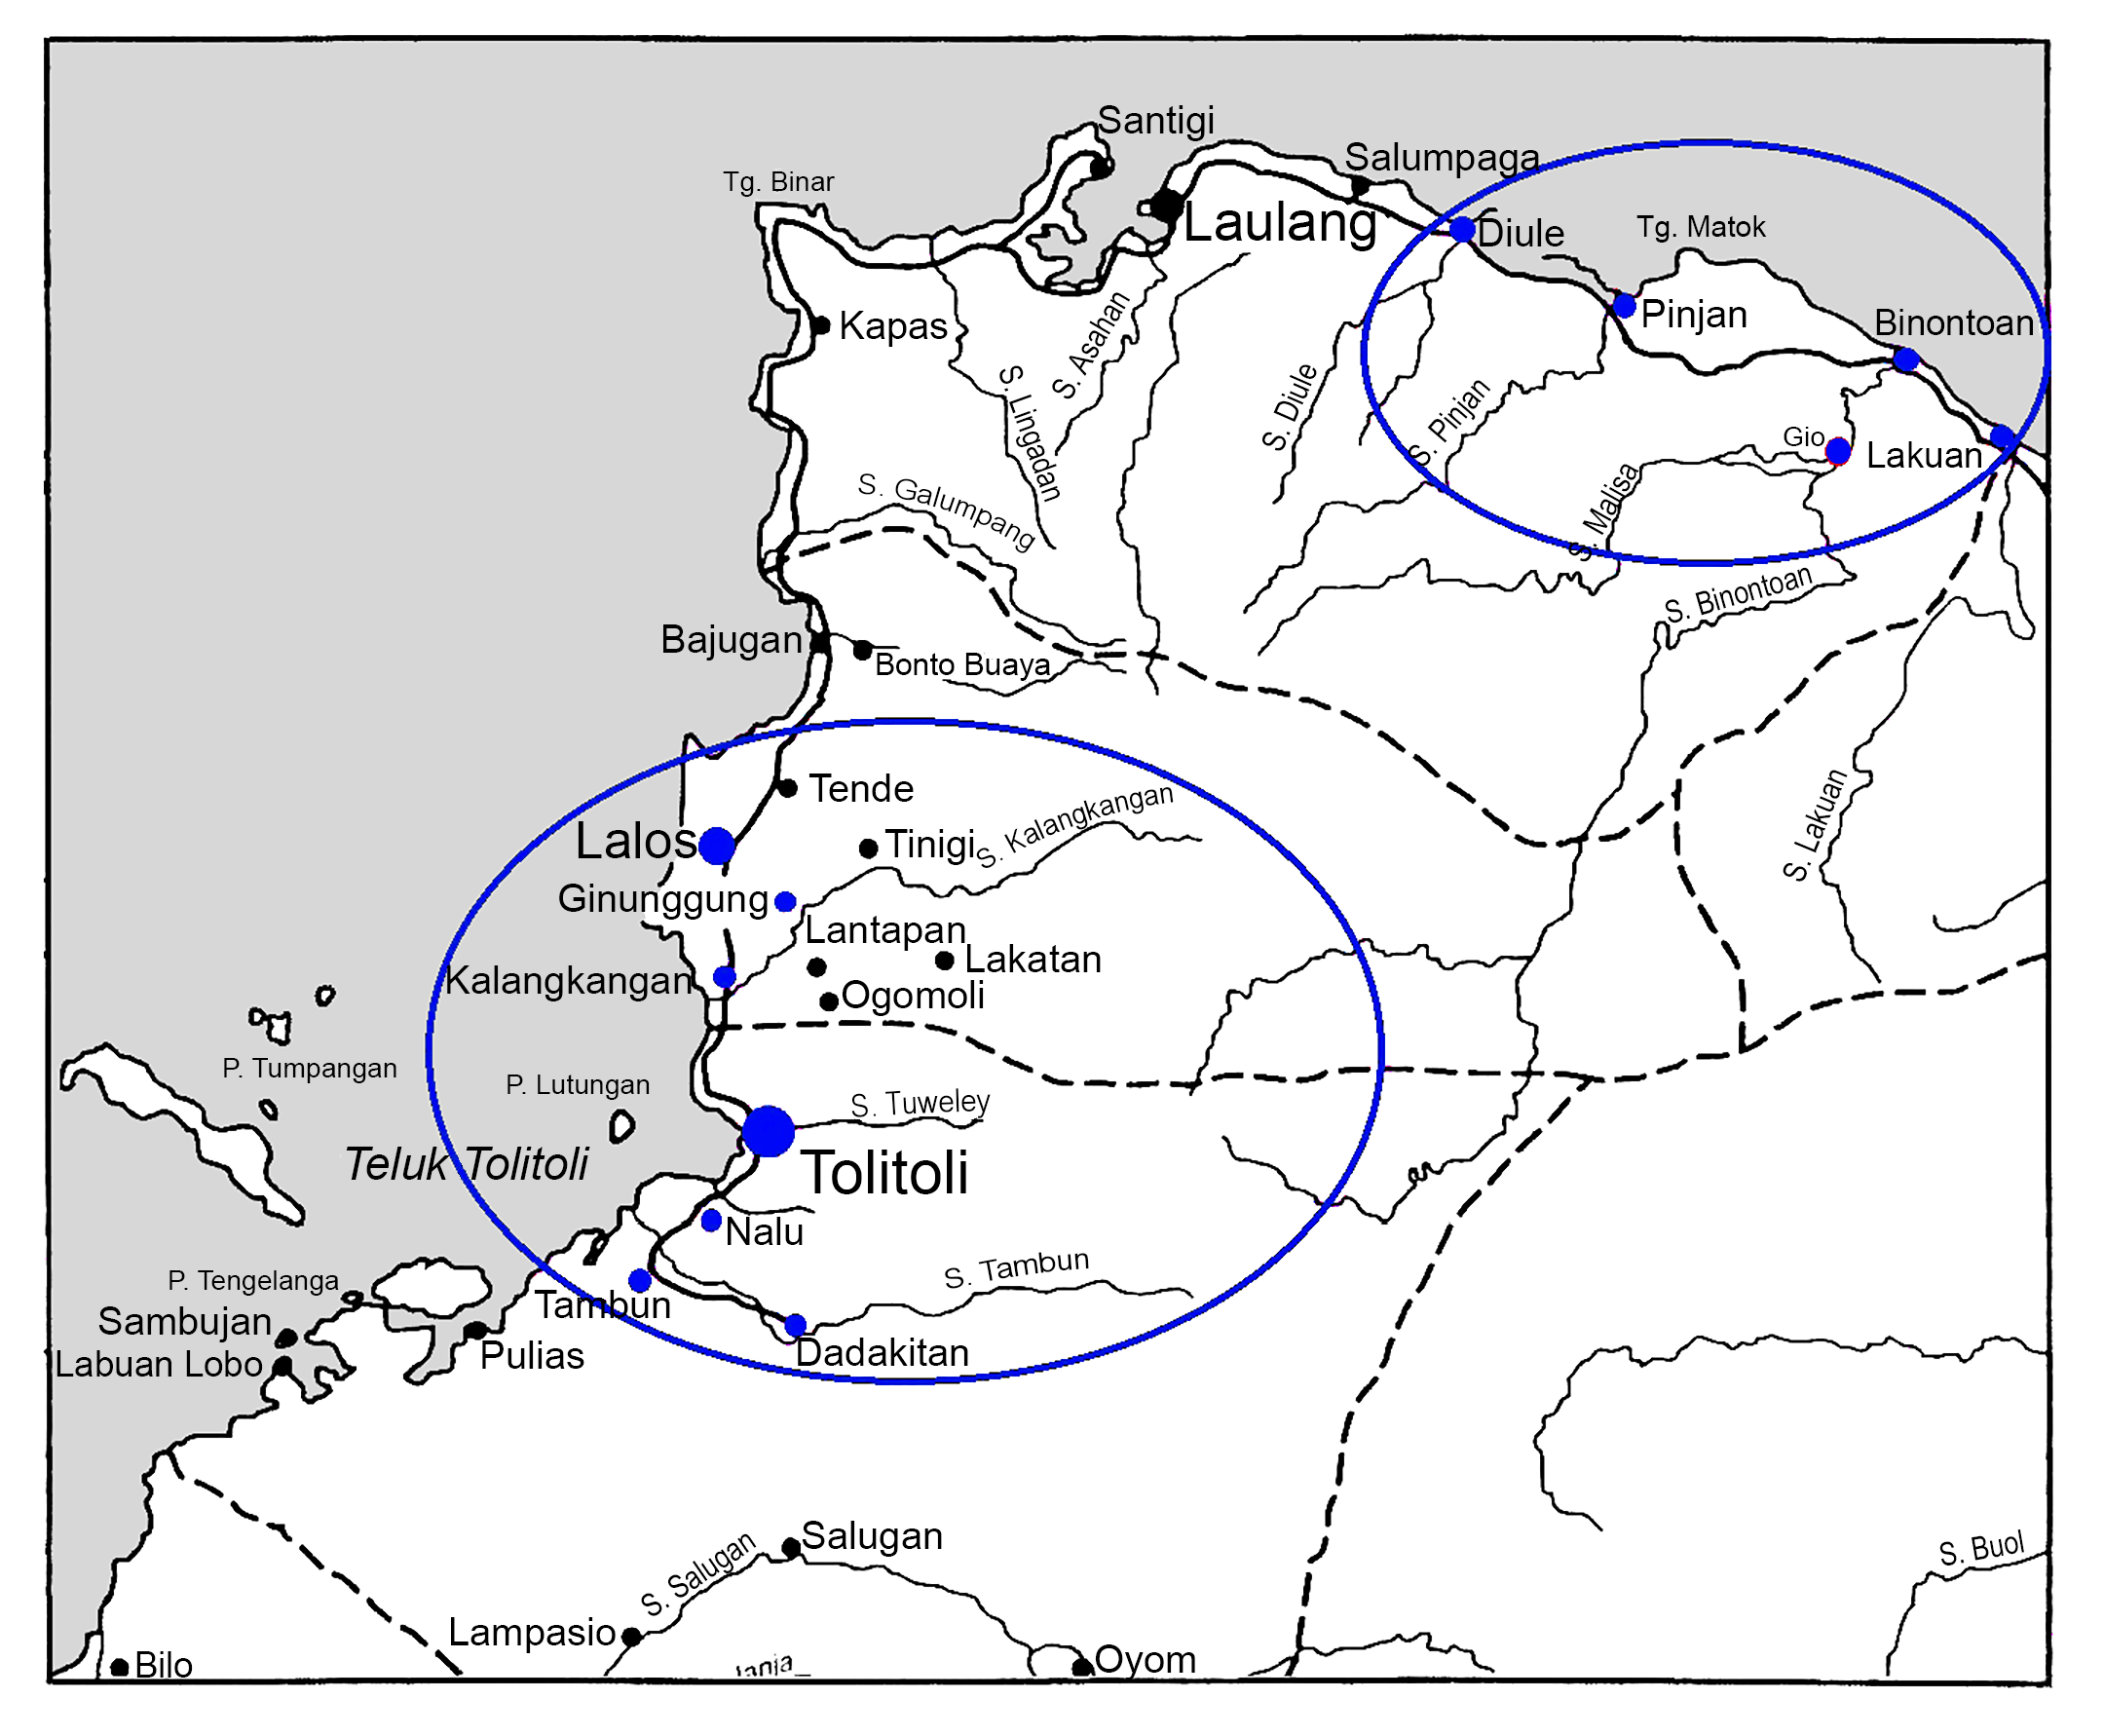 Santigi
Salumpaga
Tg. Binar
Laulang
Diule
Tg. Matok
Kapas
Pinjan
Binontoan
S. Asahan
S. Lingadan
S. Diule
S. Pinjan
Gio
Lakuan
S. Galumpang
S. Malisa
S. Binontoan
Bajugan
Bonto Buaya
Tende
S. Kalangkangan
Lalos
Tinigi
S. Lakuan
Ginunggung
Lantapan
Lakatan
Kalangkangan
Ogomoli
P. Tumpangan
P. Lutungan
S. Tuweley
Teluk Tolitoli
Tolitoli
Nalu
P. Tengelanga
S. Tambun
Tambun
Sambujan
Labuan Lobo
Pulias
Dadakitan
Salugan
S. Salugan
S. Buol
Lampasio
Bilo
Oyom